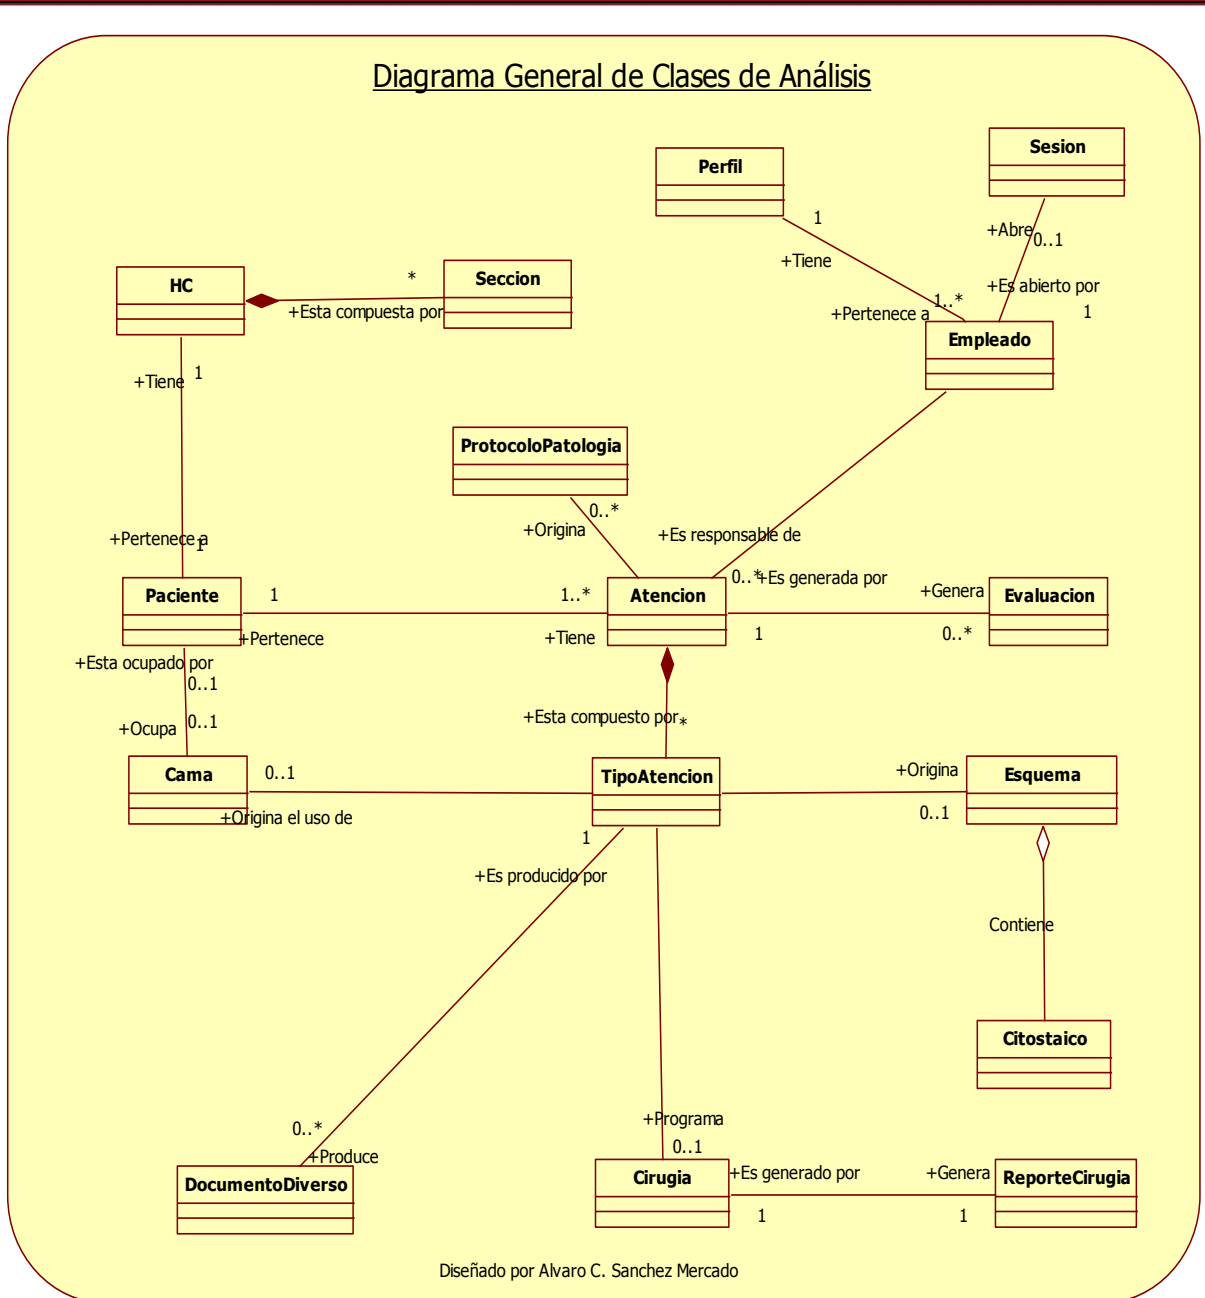 Diagrama General de Clases de Análisis
Sesion
Perfil
1
+Abre
0..1
+Tiene
HC
*
Seccion
+Es abierto por
1..*
+Esta compuesta por
+Pertenece a
1
Empleado
1
+Tiene
ProtocoloPatologia
0..*
+Origina
+Es responsable de
+Pertenece a
1
0..*
+Es generada por
+Genera
Paciente
1
1..*
Atencion
Evaluacion
+Pertenece
+Tiene
1
0..*
+Esta ocupado por
0..1
+Esta compuesto por
*
0..1
+Ocupa
Cama
0..1
TipoAtencion
+Origina
Esquema
+Origina el uso de
0..1
1
+Es producido por
Contiene
Citostaico
+Programa
0..*
0..1
+Produce
DocumentoDiverso
Cirugia
+Es generado por
+Genera
ReporteCirugia
1
1
Diseñado por Alvaro C. Sanchez Mercado